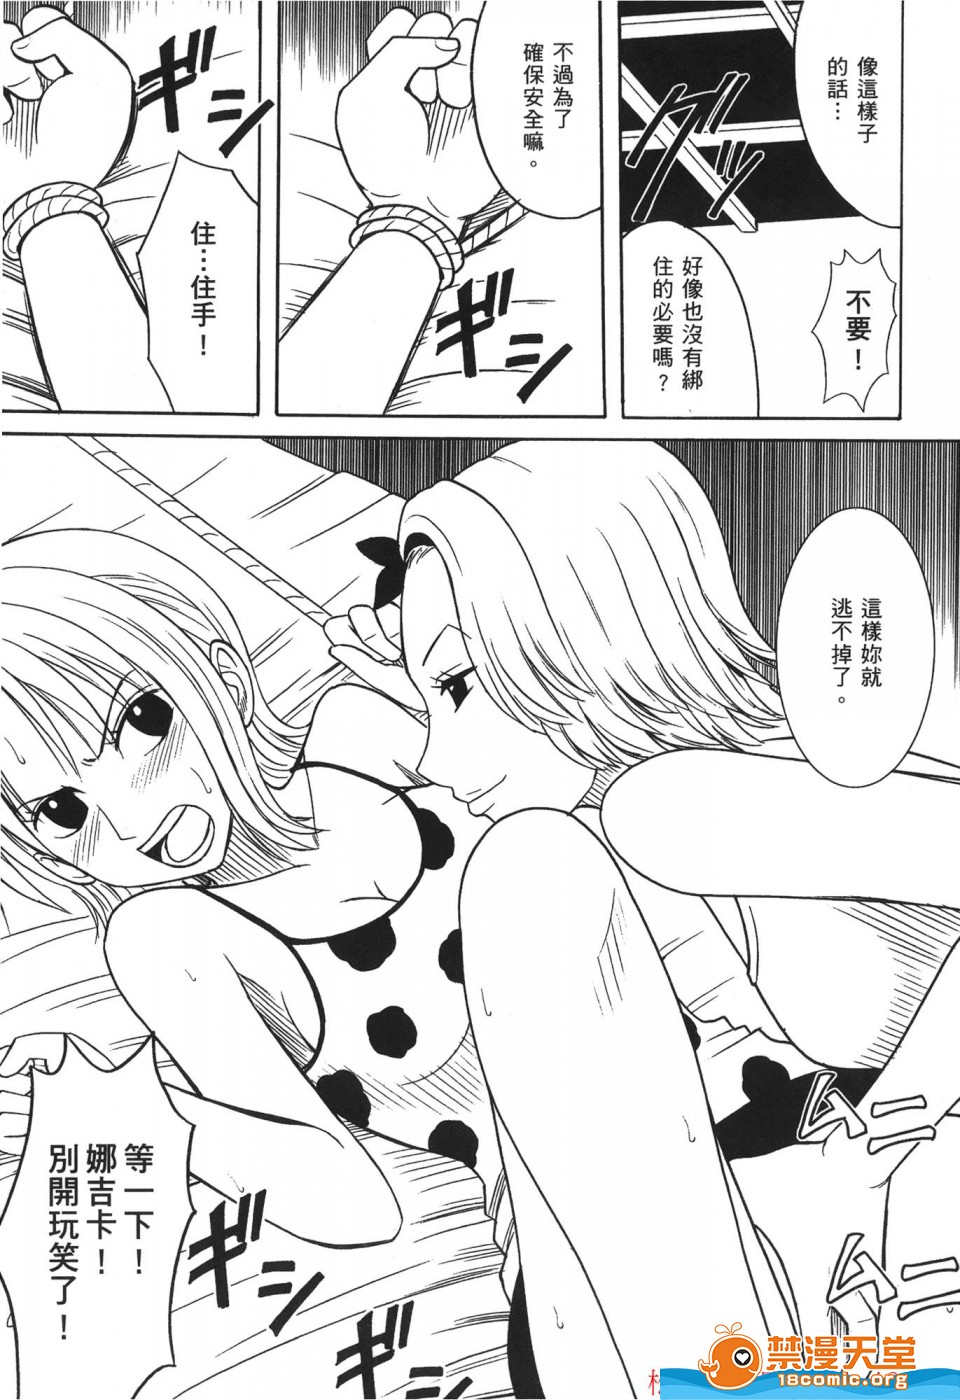 像這樣子
的話…
グググ
不要！
好像也沒有綁
住的必要嗎？
不過為了
確保安全嘛。
ギシ
ギシ
住…住手！
這樣妳就
逃不掉了。
等一下！
娜吉卡！
別開玩笑了！
ギシ
ギシ
ムニ
ムニ
禁漫天堂
18comic.org